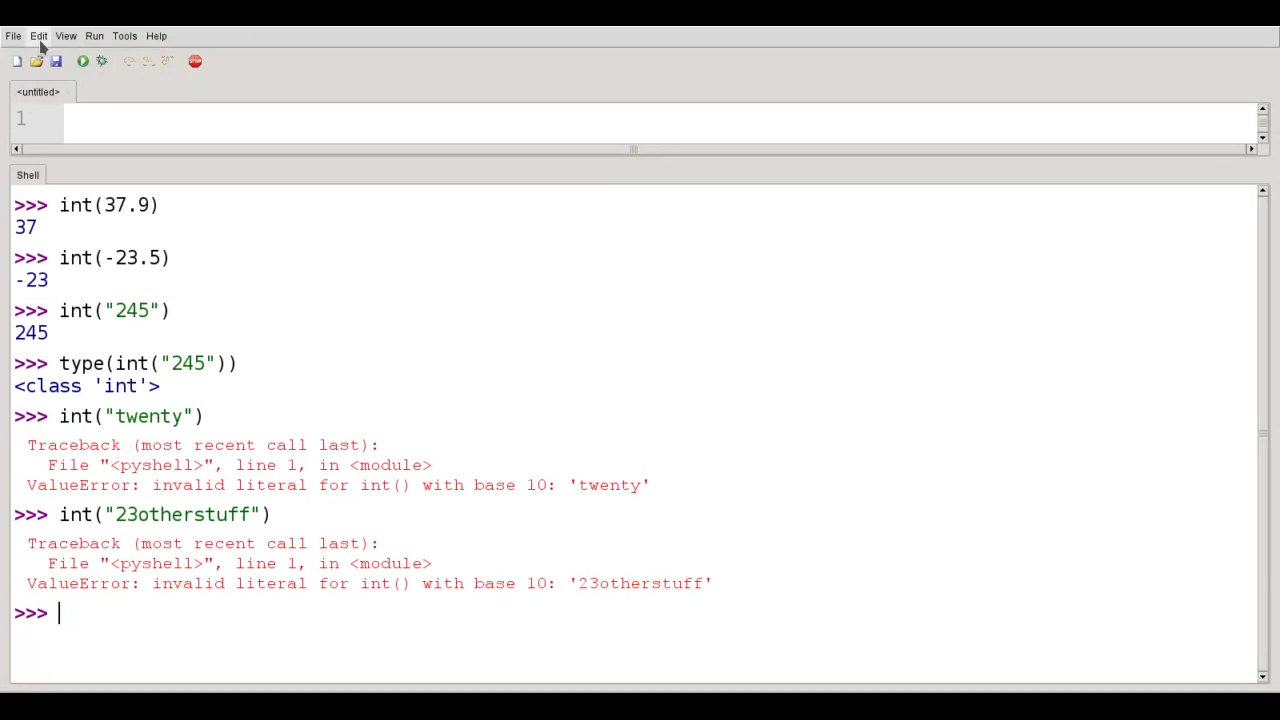 File Edit View Run Tools Help
STOP
<untitled>
1
Shell
>>> int(37.9)
37
>>> int(-23.5)
-23
>>> int("245")
245
>>> type(int("245"))
<class 'int'>
>>> int("twenty")
Traceback (most recent call last):
  File "<pyshell>", line 1, in <module>
ValueError: invalid literal for int() with base 10: 'twenty'
>>> int("23otherstuff")
Traceback (most recent call last):
  File "<pyshell>", line 1, in <module>
ValueError: invalid literal for int() with base 10: '23otherstuff'
>>>